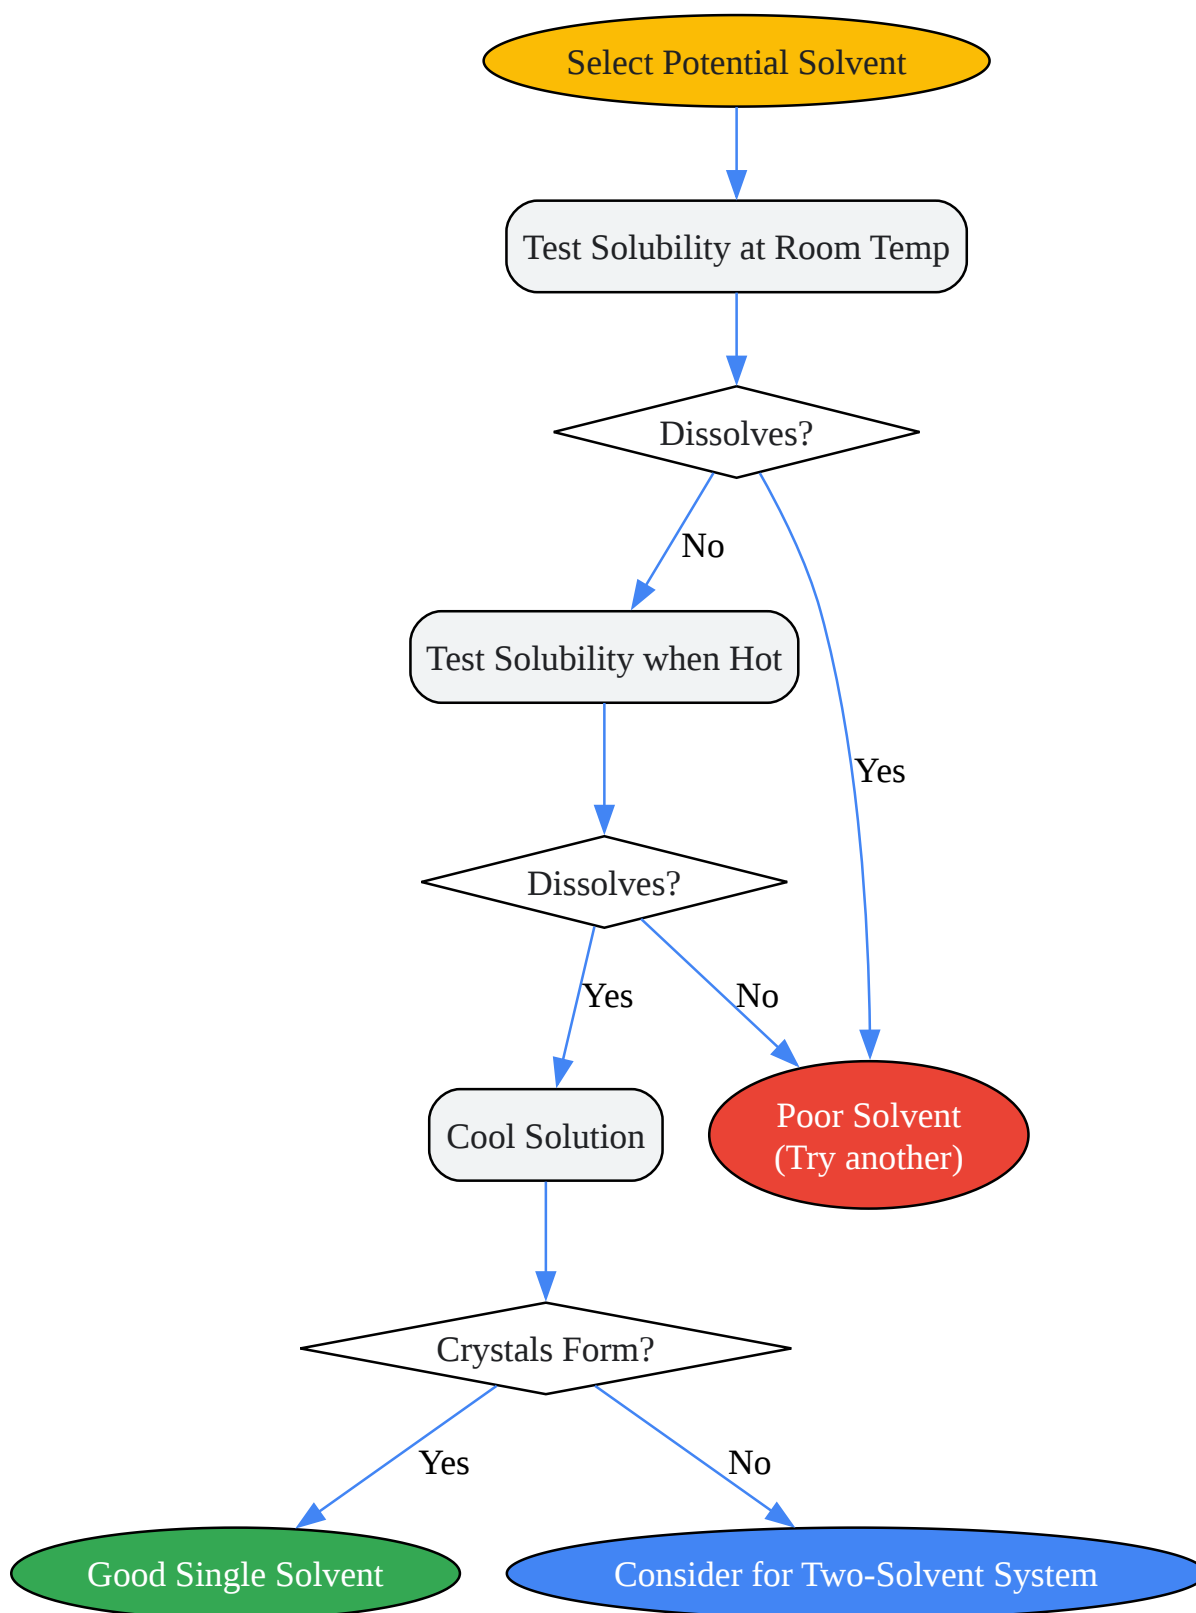 Select Potential Solvent
Test Solubility at Room Temp
Dissolves?
No
Test Solubility when Hot
Yes
Dissolves?
Yes
No
Cool Solution
Poor Solvent
(Try another)
Crystals Form?
Yes
No
Good Single Solvent
Consider for Two-Solvent System